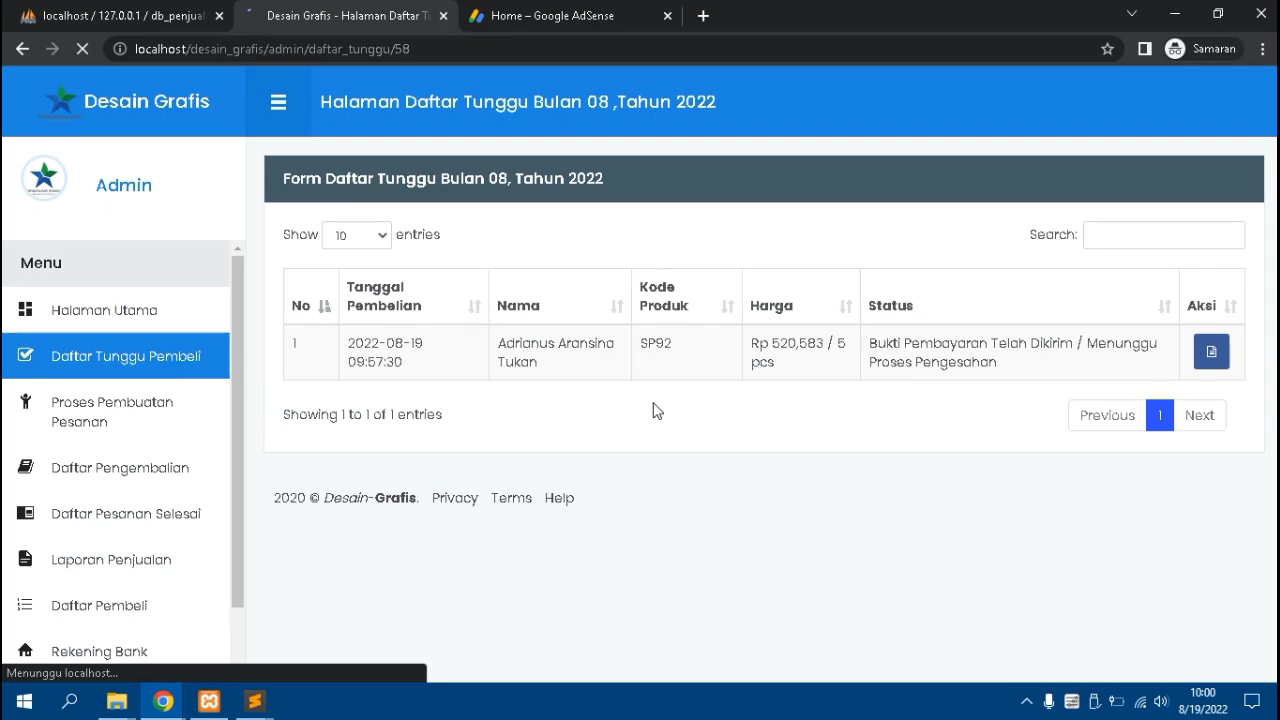 localhost / 127.0.0.1 / db_penjual
Desain Grafis - Halaman Daftar T
Home – Google AdSense
localhost/desain_grafis/admin/daftar_tunggu/58
Samaran
Desain Grafis
Halaman Daftar Tunggu Bulan 08 ,Tahun 2022
Admin
Menu
Halaman Utama
Daftar Tunggu Pembeli
Proses Pembuatan
Pesanan
Daftar Pengembalian
Daftar Pesanan Selesai
Laporan Penjualan
Daftar Pembeli
Rekening Bank
Form Daftar Tunggu Bulan 08, Tahun 2022
Show 10 entries
Search:
No Tanggal Pembelian Nama Kode Produk Harga Status Aksi
1 2022-08-19 Adrianus Aransina SP92 Rp 520,583 / 5 Bukti Pembayaran Telah Dikirim / Menunggu
09:57:30 Tukan pcs Proses Pengesahan
Showing 1 to 1 of 1 entries
Previous 1 Next
2020 © Desain-Grafis. Privacy Terms Help
Menunggu localhost...
10:00
8/19/2022